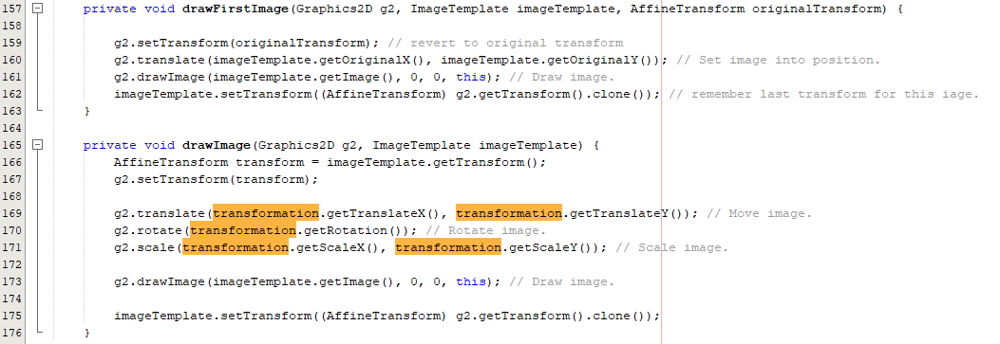 157 private void drawFirstImage(Graphics2D g2, ImageTemplate imageTemplate, AffineTransform originalTransform) {
158
159 g2.setTransform(originalTransform); // revert to original transform
160 g2.translate(imageTemplate.getOriginalX(), imageTemplate.getOriginalY()); // Set image into position.
161 g2.drawImage(imageTemplate.getImage(), 0, 0, this); // Draw image.
162 imageTemplate.setTransform((AffineTransform) g2.getTransform().clone()); // remember last transform for this iage.
163 }
164
165 private void drawImage(Graphics2D g2, ImageTemplate imageTemplate) {
166 AffineTransform transform = imageTemplate.getTransform();
167 g2.setTransform(transform);
168
169 g2.translate(transformation.getTranslateX(), transformation.getTranslateY()); // Move image.
170 g2.rotate(transformation.getRotation()); // Rotate image.
171 g2.scale(transformation.getScaleX(), transformation.getScaleY()); // Scale image.
172
173 g2.drawImage(imageTemplate.getImage(), 0, 0, this); // Draw image.
174
175 imageTemplate.setTransform((AffineTransform) g2.getTransform().clone());
176 }